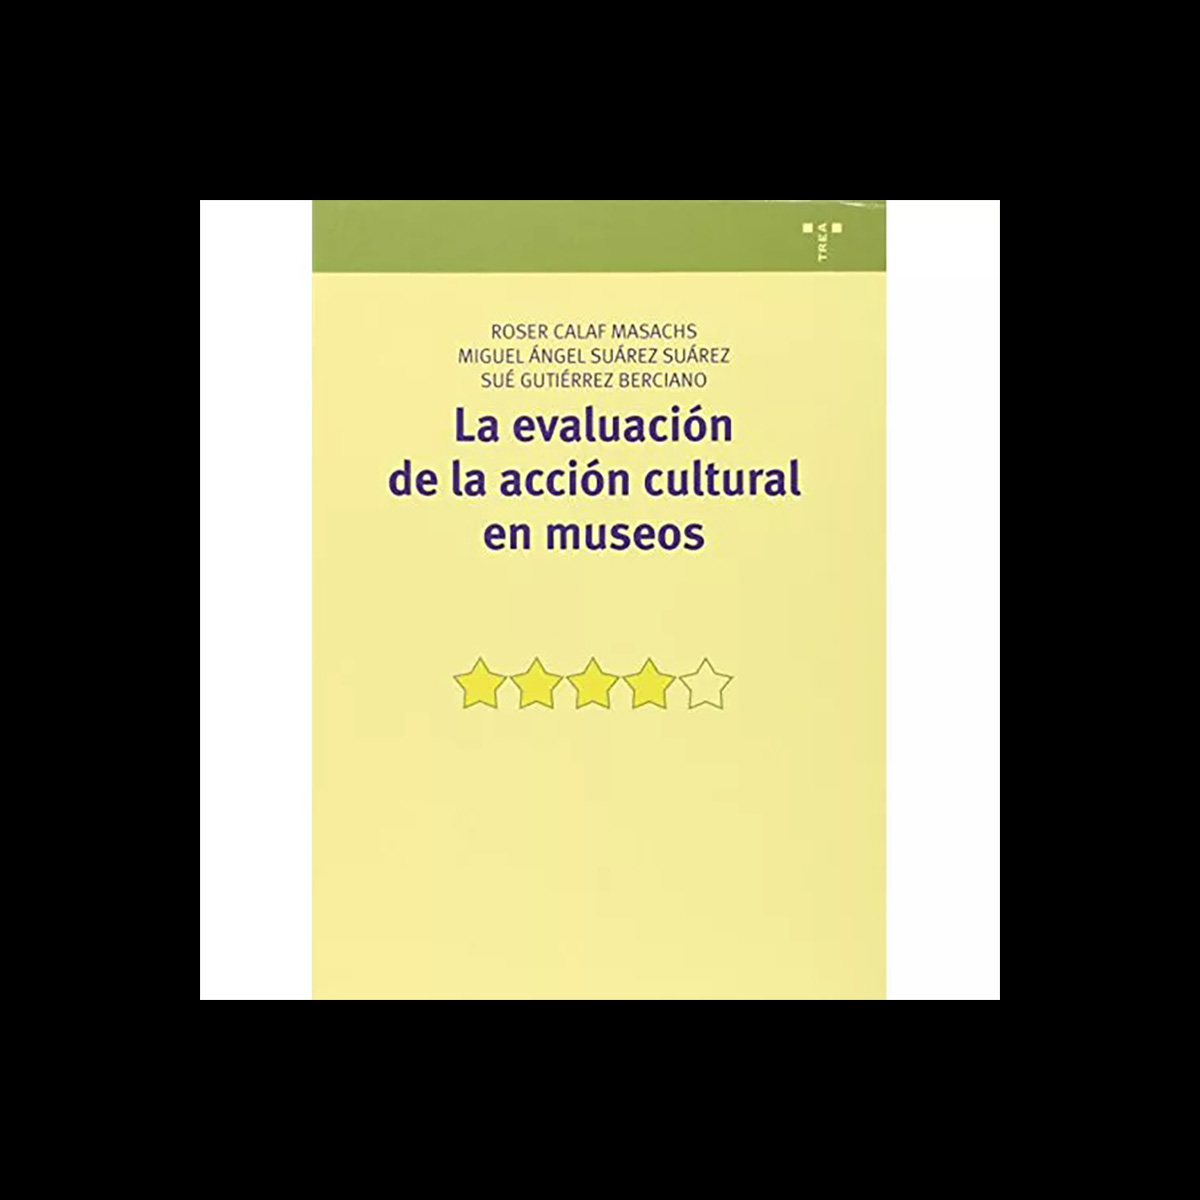 TREA
ROSER CALAF MASACHS
MIGUEL ÁNGEL SUÁREZ SUÁREZ
SUÉ GUTIÉRREZ BERCIANO
La evaluación
de la acción cultural
en museos